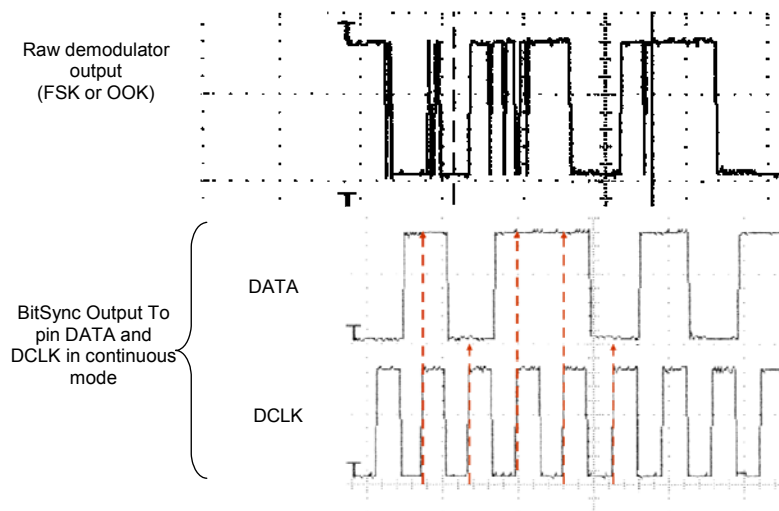 Raw demodulator
output
(FSK or OOK)
DATA
BitSync Output To
pin DATA and
DCLK in continuous
mode
DCLK